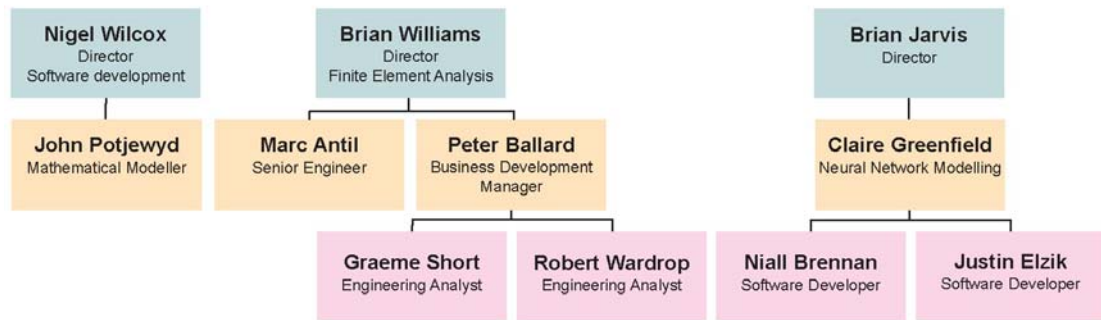 Nigel Wilcox
Director
Software development
Brian Williams
Director
Finite Element Analysis
Brian Jarvis
Director
John Potjewyd
Mathematical Modeller
Marc Antil
Senior Engineer
Peter Ballard
Business Development
Manager
Claire Greenfield
Neural Network Modelling
Graeme Short
Engineering Analyst
Robert Wardrop
Engineering Analyst
Niall Brennan
Software Developer
Justin Elzik
Software Developer